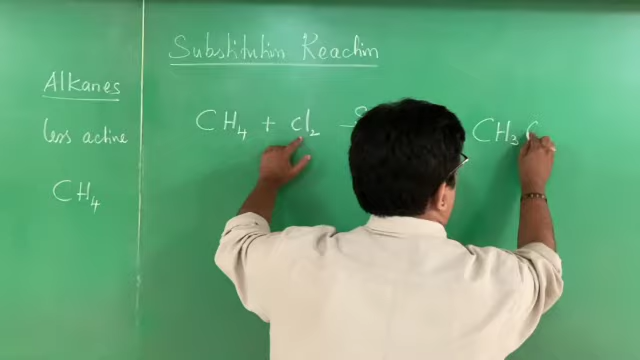 Substitution Reaction
Alkanes
less active
CH4
CH4 + Cl2
CH3 C